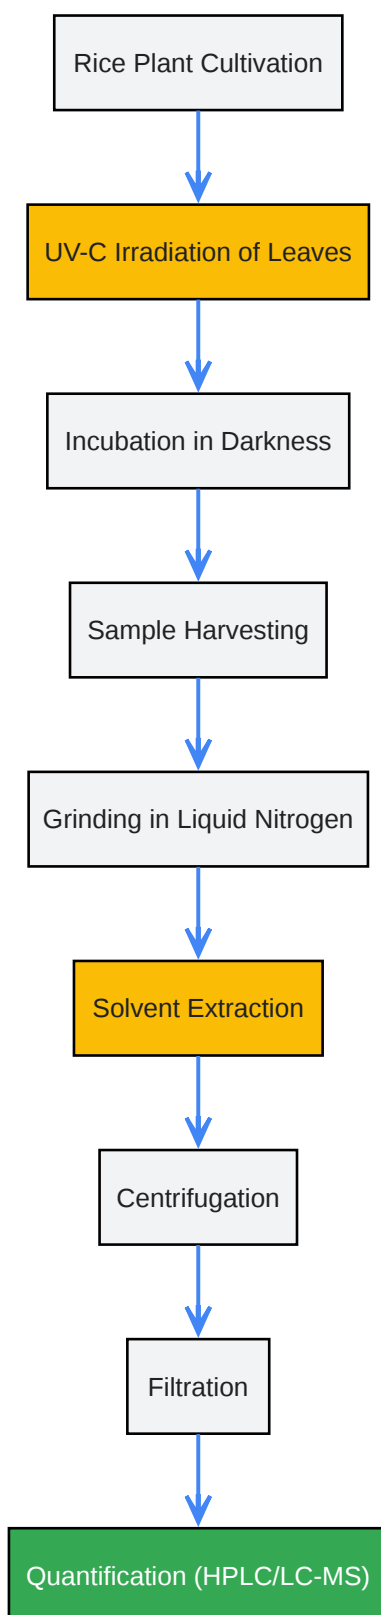 Rice Plant Cultivation
UV-C Irradiation of Leaves
Incubation in Darkness
Sample Harvesting
Grinding in Liquid Nitrogen
Solvent Extraction
Centrifugation
Filtration
Quantification (HPLC/LC-MS)